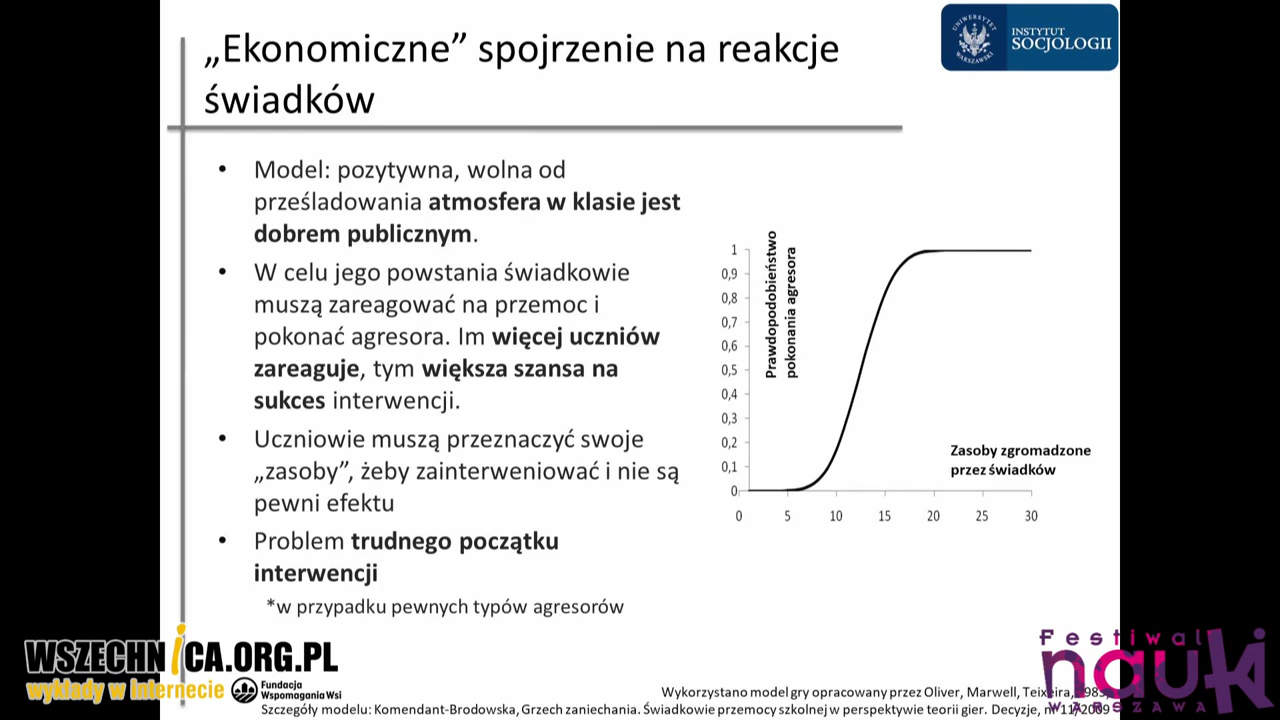 „Ekonomiczne” spojrzenie na reakcje
świadków
UNIWERSYTET
WARSZAWSKI
INSTYTUT
SOCJOLOGII
• Model: pozytywna, wolna od
prześladowania atmosfera w klasie jest
dobrem publicznym.
• W celu jego powstania świadkowie
muszą zareagować na przemoc i
pokonać agresora. Im więcej uczniów
zareaguje, tym większa szansa na
sukces interwencji.
• Uczniowie muszą przeznaczyć swoje
„zasoby”, żeby zainterweniować i nie są
pewni efektu
• Problem trudnego początku
interwencji
*w przypadku pewnych typów agresorów
Prawdopodobieństwo
pokonania agresora
1
0,9
0,8
0,7
0,6
0,5
0,4
0,3
0,2
0,1
0
0 5 10 15 20 25 30
Zasoby zgromadzone
przez świadków
WSZECHNICA.ORG.PL
wykłady w Internecie
Fundacja
Wspomagania Wsi
Festiwal
nauki
WARSZAWA
Wykorzystano model gry opracowany przez Oliver, Marwell, Teixeira, 1985
Szczegóły modelu: Komendant-Brodowska, Grzech zaniechania. Świadkowie przemocy szkolnej w perspektywie teorii gier. Decyzje, nr 11/2009